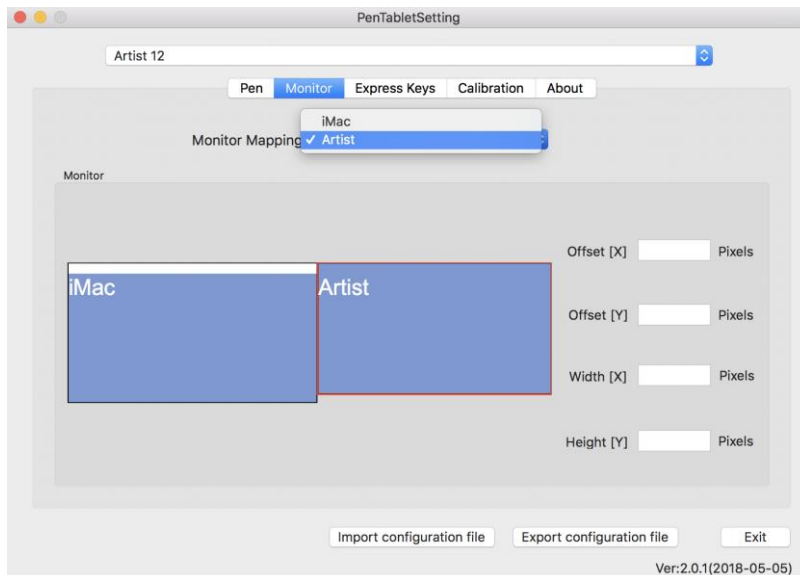 PenTabletSetting
Artist 12
Pen Monitor Express Keys Calibration About
iMac
Monitor Mapping ✓ Artist
Monitor
Offset [X] Pixels
iMac Artist
Offset [Y] Pixels
Width [X] Pixels
Height [Y] Pixels
Import configuration file Export configuration file Exit
Ver:2.0.1(2018-05-05)